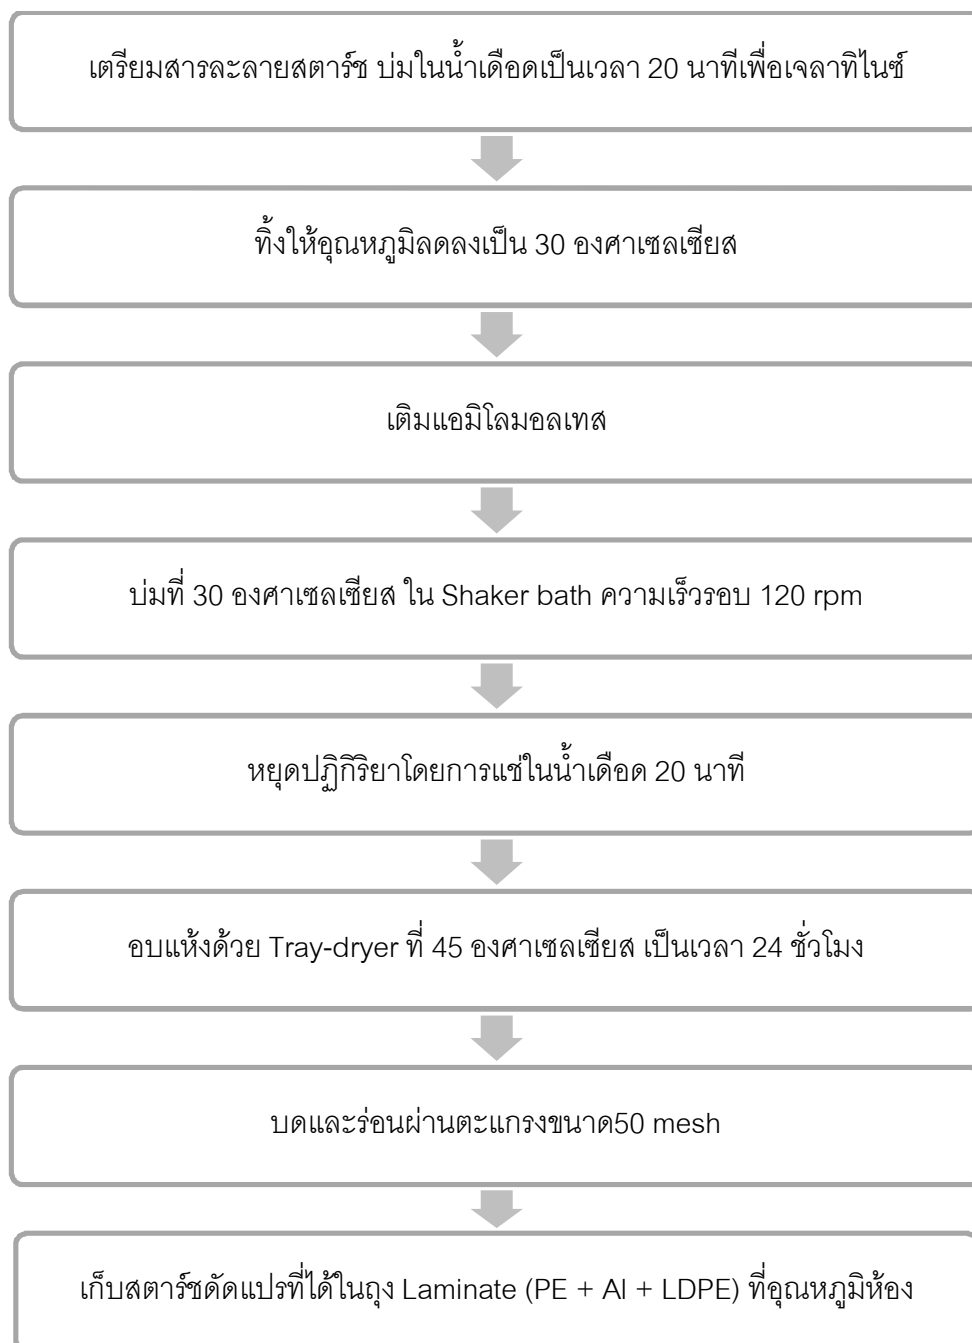 เตรียมสารละลายสตาร์ช บ่มในน้ำเดือดเป็นเวลา 20 นาทีเพื่อเจลาทิไนซ์
ทิ้งให้อุณหภูมิลดลงเป็น 30 องศาเซลเซียส
เติมแอมิโลมอลเทส
บ่มที่ 30 องศาเซลเซียส ใน Shaker bath ความเร็วรอบ 120 rpm
หยุดปฏิกิริยาโดยการแช่ในน้ำเดือด 20 นาที
อบแห้งด้วย Tray-dryer ที่ 45 องศาเซลเซียส เป็นเวลา 24 ชั่วโมง
บดและร่อนผ่านตะแกรงขนาด50 mesh
เก็บสตาร์ชดัดแปรที่ได้ในถุง Laminate (PE + Al + LDPE) ที่อุณหภูมิห้อง